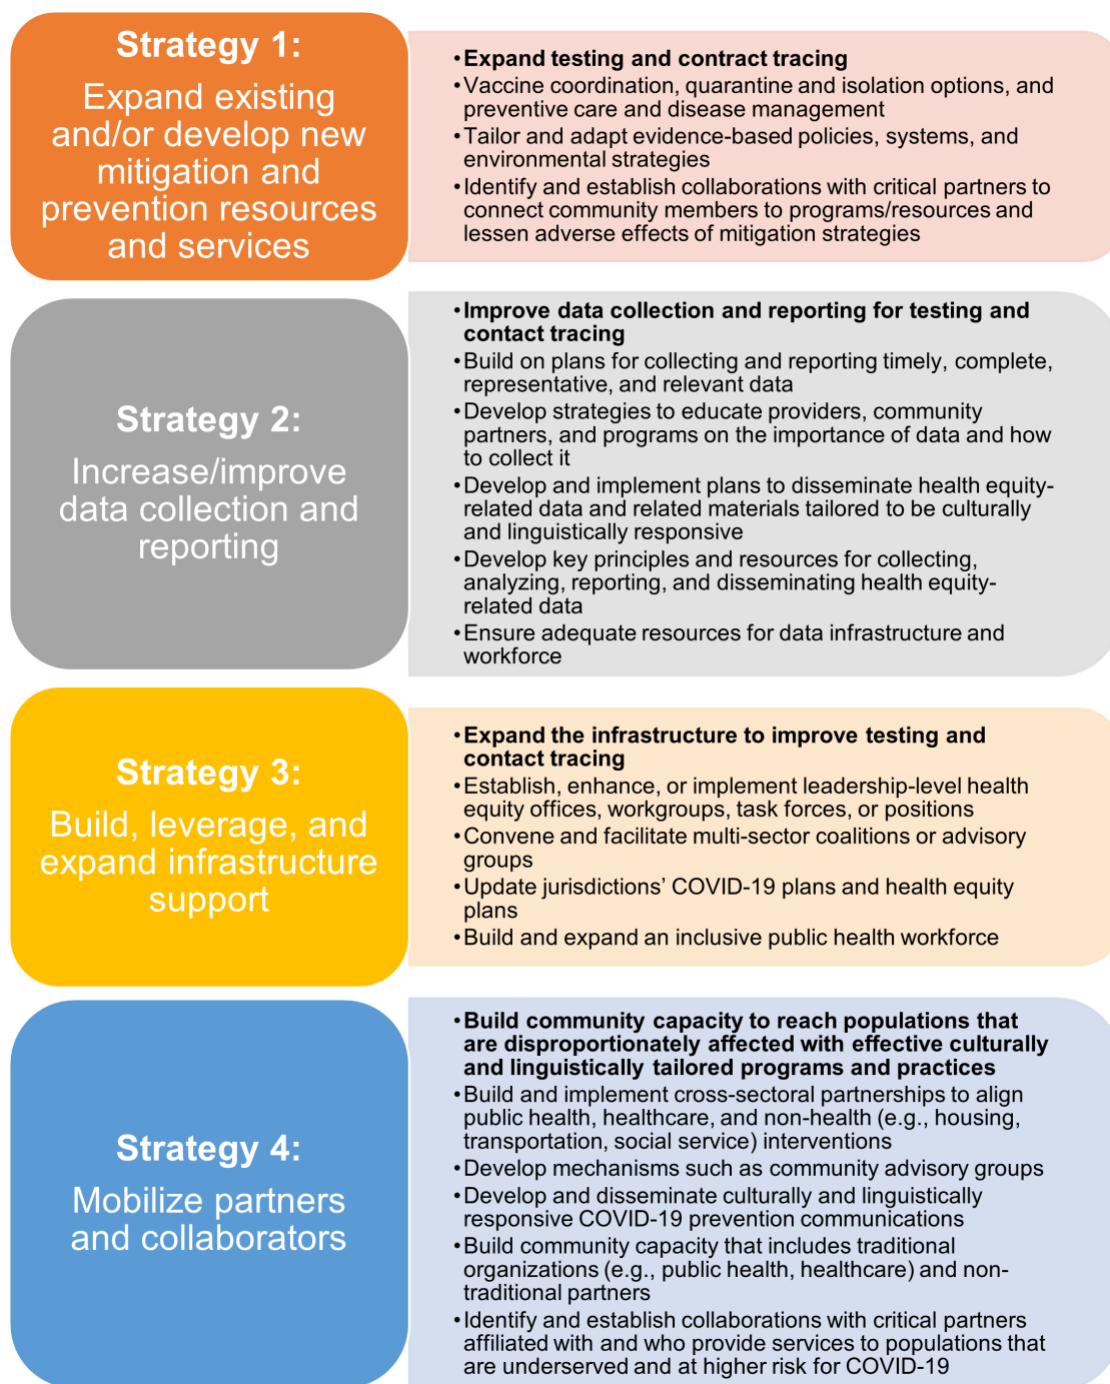 Strategy 1:
Expand existing
and/or develop new
mitigation and
prevention resources
and services
•Expand testing and contract tracing
•Vaccine coordination, quarantine and isolation options, and
preventive care and disease management
•Tailor and adapt evidence-based policies, systems, and
environmental strategies
•Identify and establish collaborations with critical partners to
connect community members to programs/resources and
lessen adverse effects of mitigation strategies
Strategy 2:
Increase/improve
data collection and
reporting
•Improve data collection and reporting for testing and
contact tracing
•Build on plans for collecting and reporting timely, complete,
representative, and relevant data
•Develop strategies to educate providers, community
partners, and programs on the importance of data and how
to collect it
•Develop and implement plans to disseminate health equity-
related data and related materials tailored to be culturally
and linguistically responsive
•Develop key principles and resources for collecting,
analyzing, reporting, and disseminating health equity-
related data
•Ensure adequate resources for data infrastructure and
workforce
Strategy 3:
Build, leverage, and
expand infrastructure
support
•Expand the infrastructure to improve testing and
contact tracing
•Establish, enhance, or implement leadership-level health
equity offices, workgroups, task forces, or positions
•Convene and facilitate multi-sector coalitions or advisory
groups
•Update jurisdictions’ COVID-19 plans and health equity
plans
•Build and expand an inclusive public health workforce
Strategy 4:
Mobilize partners
and collaborators
•Build community capacity to reach populations that
are disproportionately affected with effective culturally
and linguistically tailored programs and practices
•Build and implement cross-sectoral partnerships to align
public health, healthcare, and non-health (e.g., housing,
transportation, social service) interventions
•Develop mechanisms such as community advisory groups
•Develop and disseminate culturally and linguistically
responsive COVID-19 prevention communications
•Build community capacity that includes traditional
organizations (e.g., public health, healthcare) and non-
traditional partners
•Identify and establish collaborations with critical partners
affiliated with and who provide services to populations that
are underserved and at higher risk for COVID-19